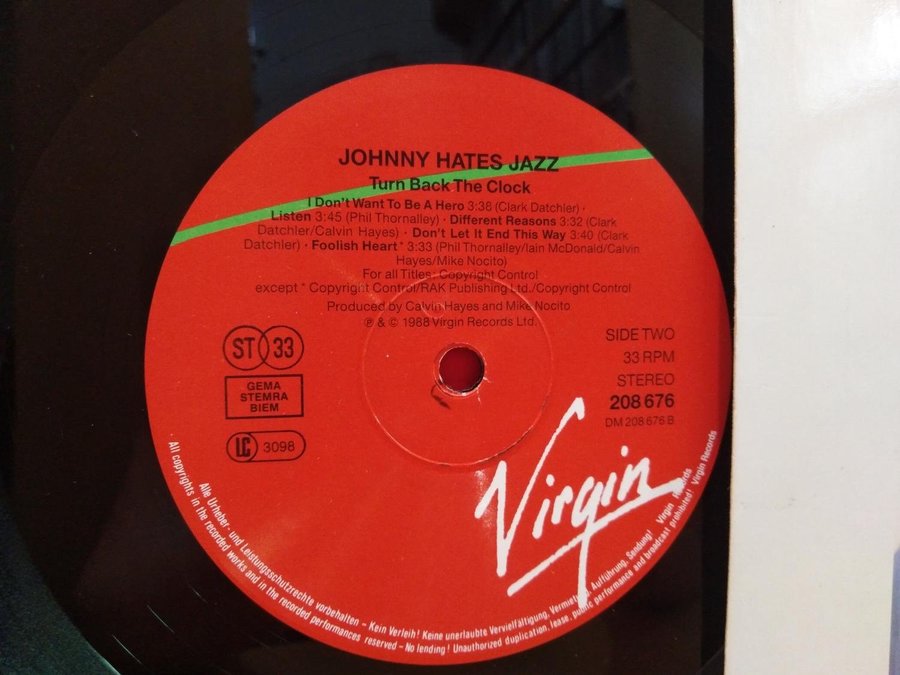 JOHNNY HATES JAZZ
Turn Back The Clock
I Don't Want To Be A Hero 3:38 (Clark Datchler) ·
Listen 3:45 (Phil Thornalley) · Different Reasons 3:32 (Clark
Datchler/Calvin Hayes) · Don't Let It End This Way 3:40 (Clark
Datchler) · Foolish Heart* 3:33 (Phil Thornalley/Iain McDonald/Calvin
Hayes/Mike Nocito)
For all Titles: Copyright Control
except * Copyright Control/RAK Publishing Ltd./Copyright Control
Produced by Calvin Hayes and Mike Nocito
℗ & © 1988 Virgin Records Ltd.
ST 33
GEMA
STEMRA
BIEM
LC 3098
SIDE TWO
33 RPM
STEREO
208 676
DM 208 676 B
Virgin
Alle Urheber- und Leistungsschutzrechte vorbehalten – Kein Verleih! Keine unerlaubte Vervielfältigung, Vermietung, Aufführung, Sendung! Virgin Records
All copyrights in the recorded works and in the recorded performances reserved – No lending! Unauthorized duplication, lease, public performance and broadcast prohibited! Virgin Records